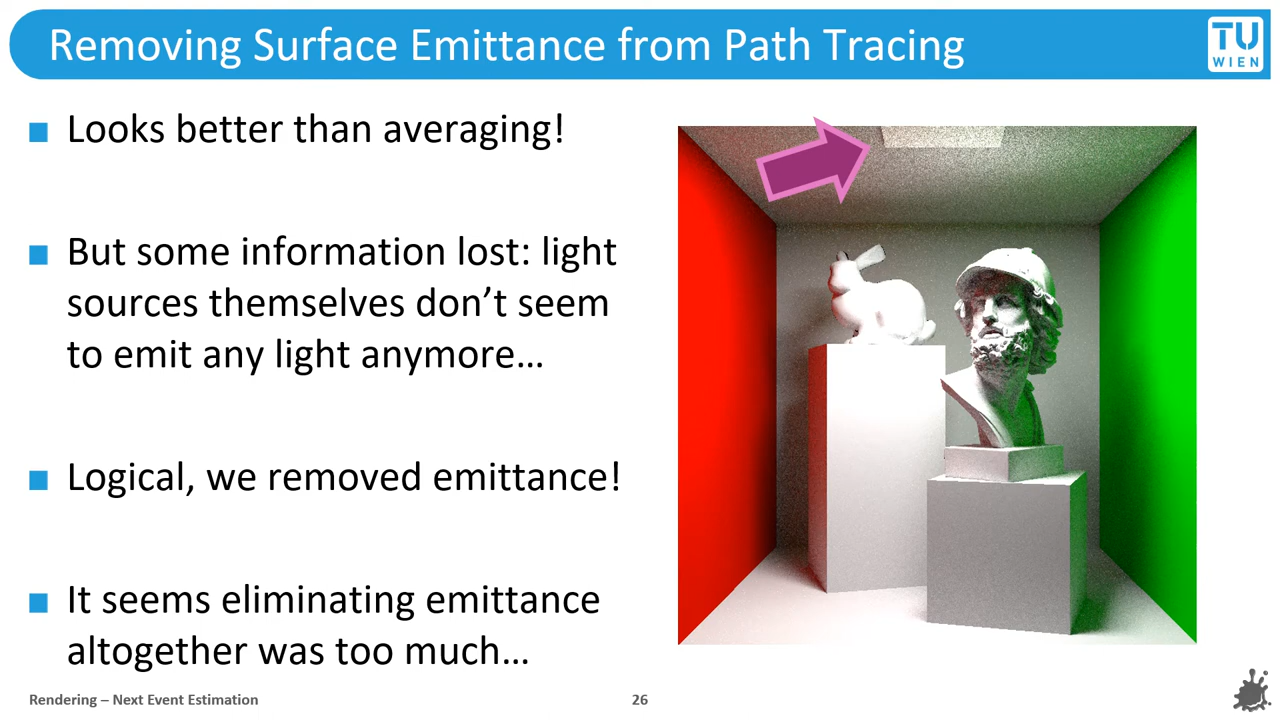 Removing Surface Emittance from Path Tracing
TU
WIEN
Looks better than averaging!
But some information lost: light
sources themselves don’t seem
to emit any light anymore…
Logical, we removed emittance!
It seems eliminating emittance
altogether was too much…
Rendering – Next Event Estimation
26